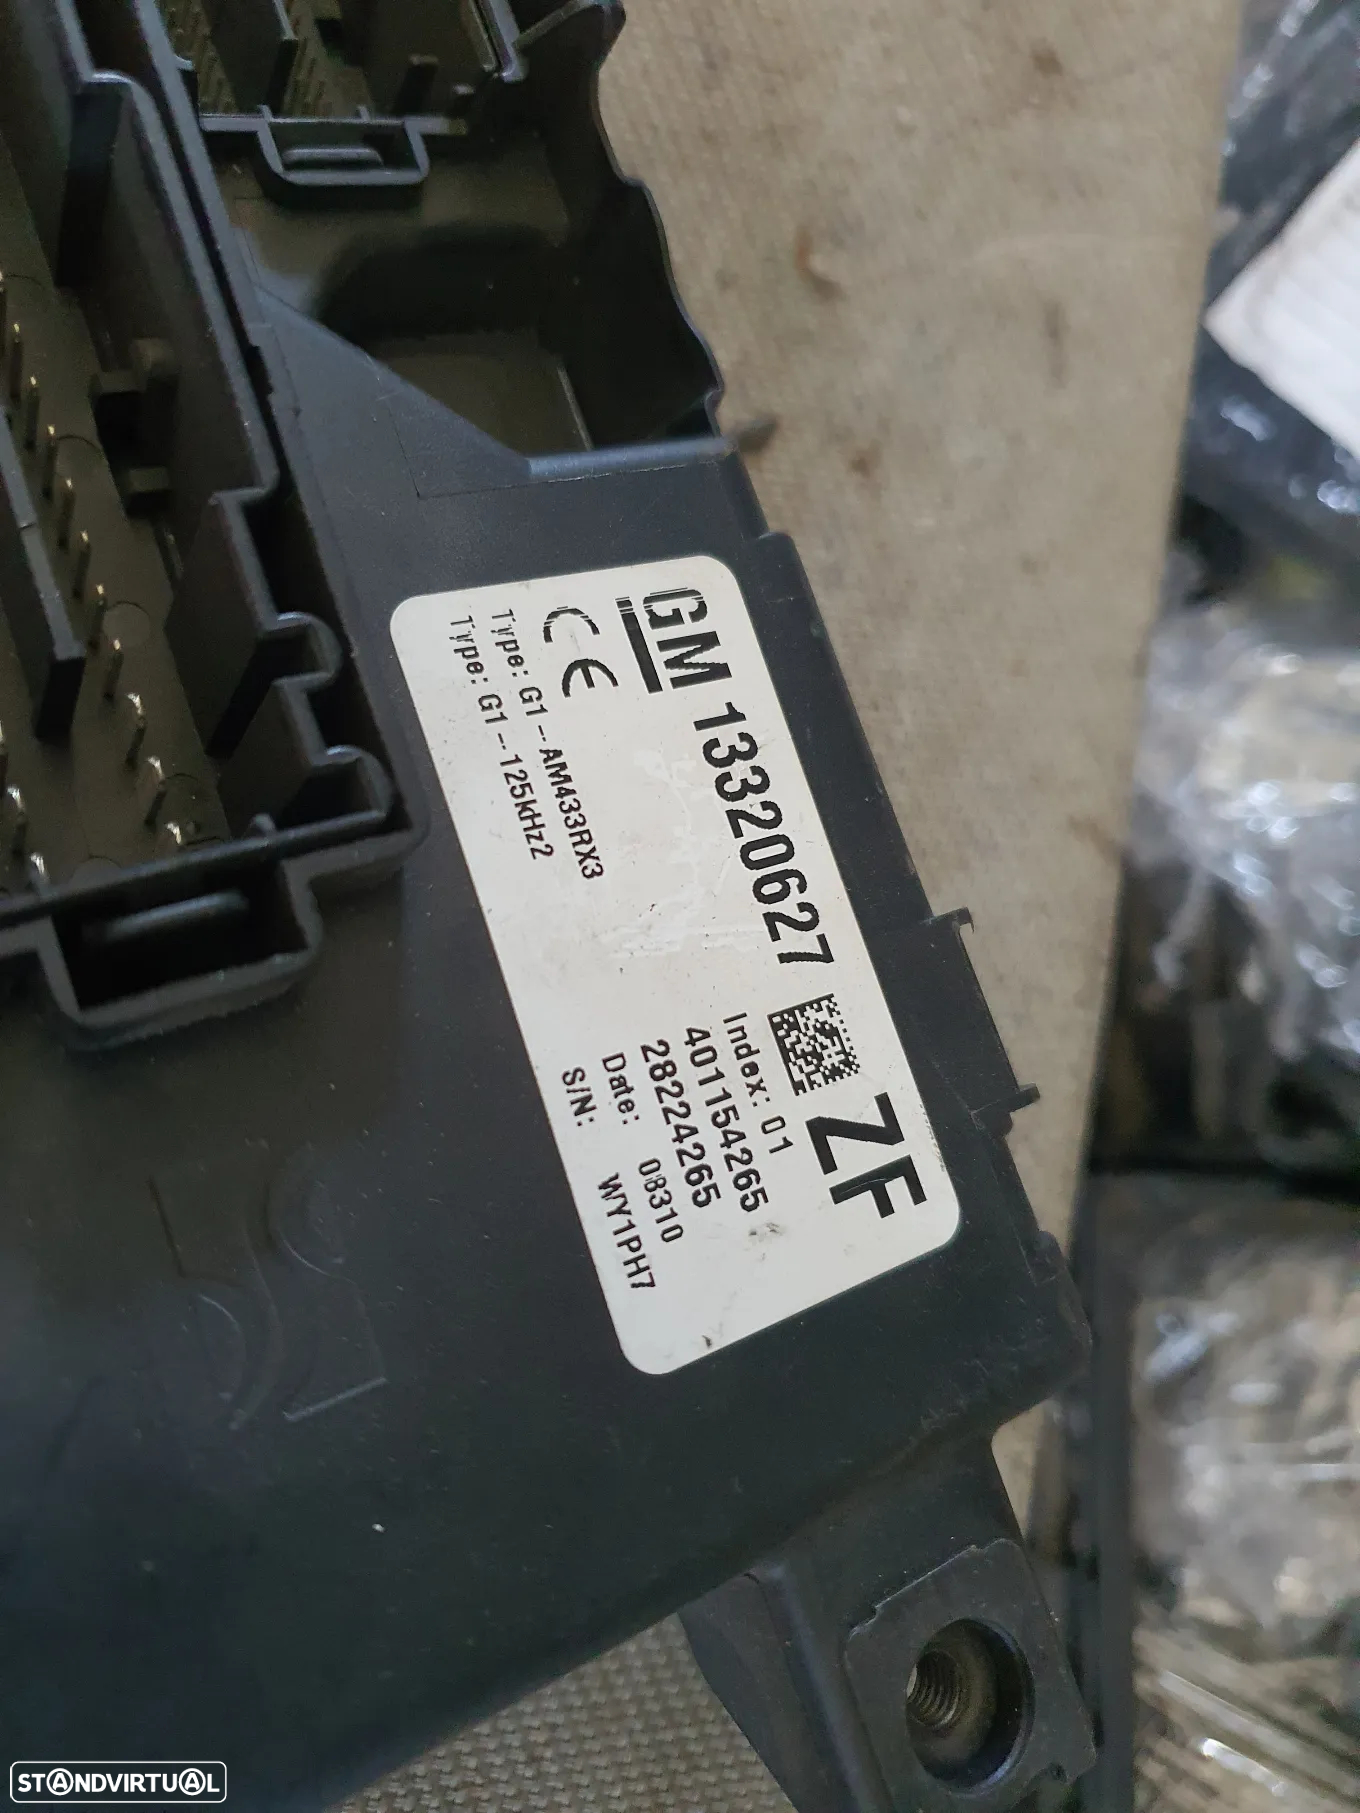 GM 13320627 ZF
CE
Index: 01
401154265
28224265
Type: G1-AM433RX3
Date: 08310
Type: G1-125kHz2
S/N: WY1PH7
STANDVIRTUAL